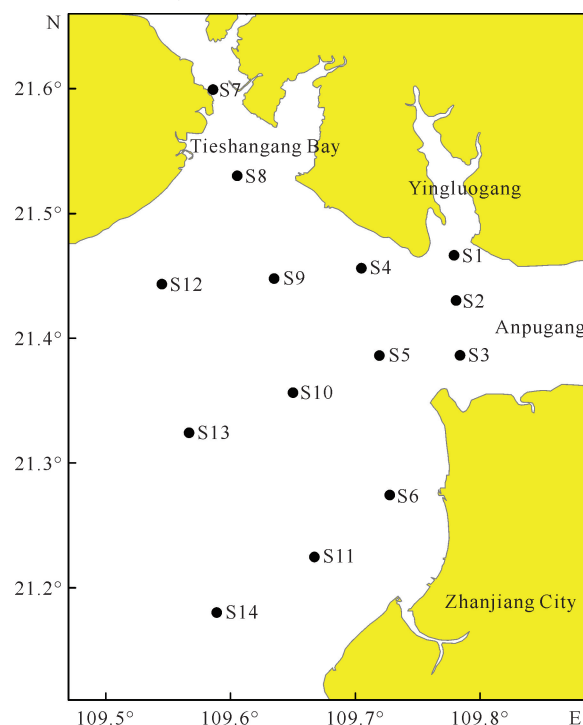 N
21.6°
S7
Tieshangang Bay
S8
Yingluogang
21.5°
S1
S4
S9
S12
S2
Anpugang
21.4°
S5
S3
S10
S13
21.3°
S6
S11
21.2°
S14
Zhanjiang City
109.5°
109.6°
109.7°
109.8°
E